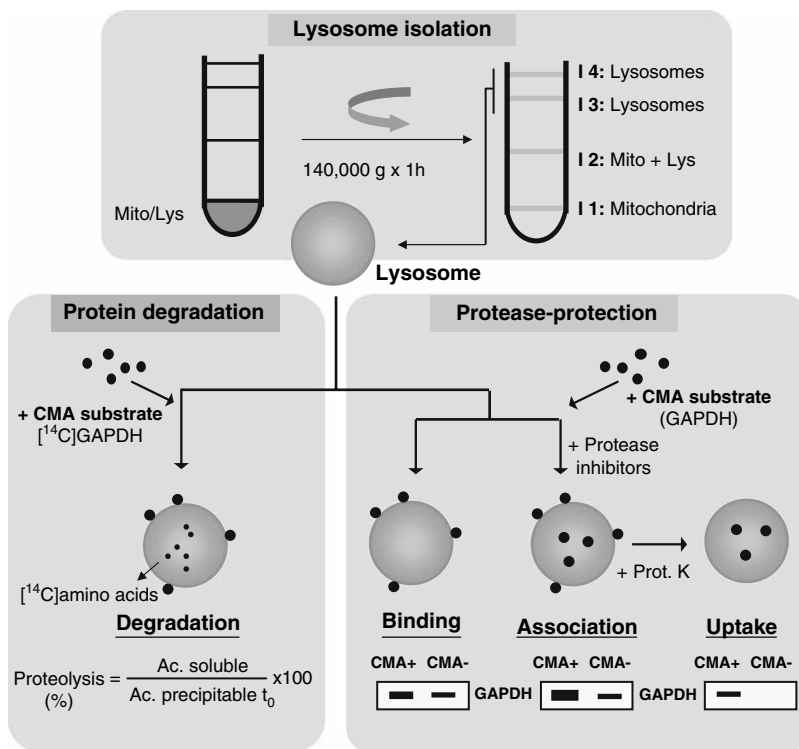 Lysosome isolation
I 4: Lysosomes
I 3: Lysosomes
140,000 g x 1h
I 2: Mito + Lys
Mito/Lys
I 1: Mitochondria
Lysosome
Protein degradation
+ CMA substrate
[14C]GAPDH
[14C]amino acids
Degradation
Proteolysis (%) = Ac. soluble / Ac. precipitable t0 x100
Protease-protection
+ CMA substrate
(GAPDH)
+ Protease
inhibitors
+ Prot. K
Binding
Association
Uptake
CMA+ CMA-
CMA+ CMA-
CMA+ CMA-
GAPDH
GAPDH